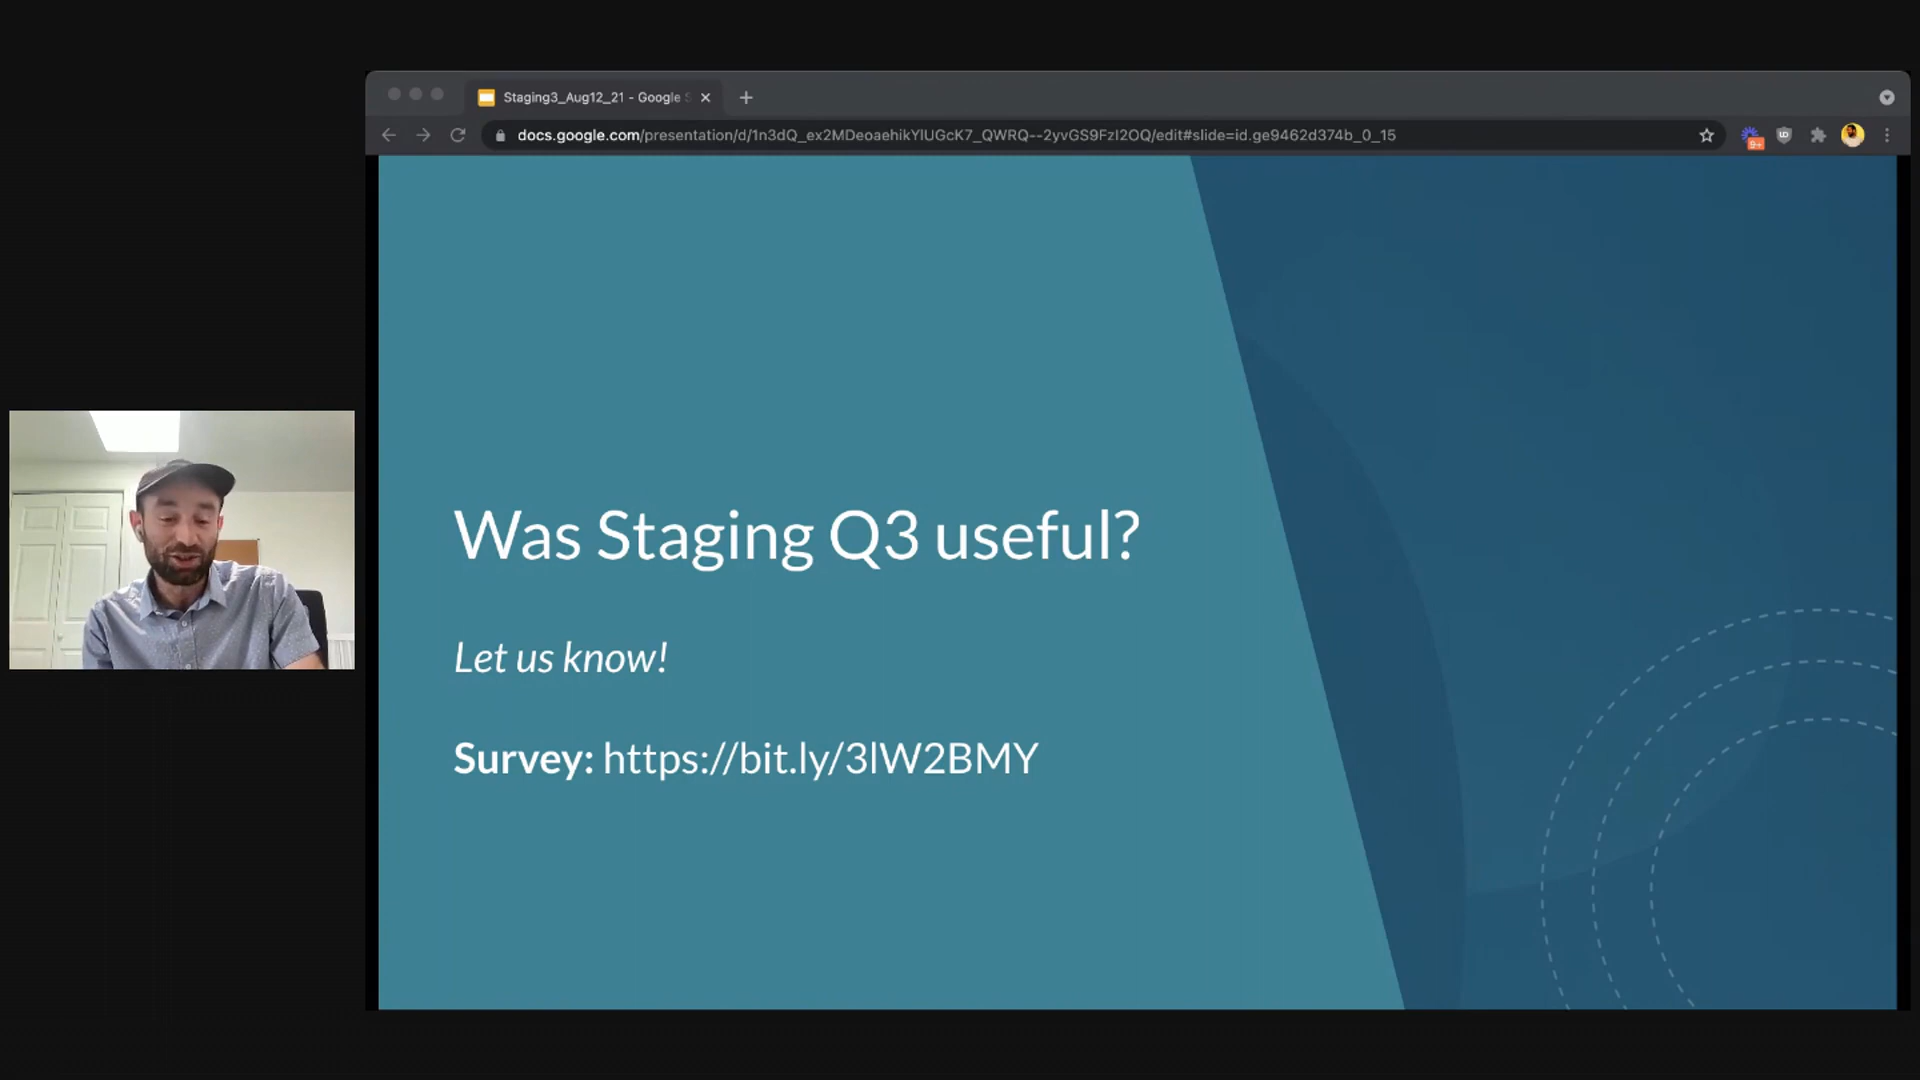 Staging3_Aug12_21 - Google S
docs.google.com/presentation/d/1n3dQ_ex2MDeoaehikYlUGcK7_QWRQ--2yvGS9FzI2OQ/edit#slide=id.ge9462d374b_0_15
9+
Was Staging Q3 useful?
Let us know!
Survey: https://bit.ly/3lW2BMY